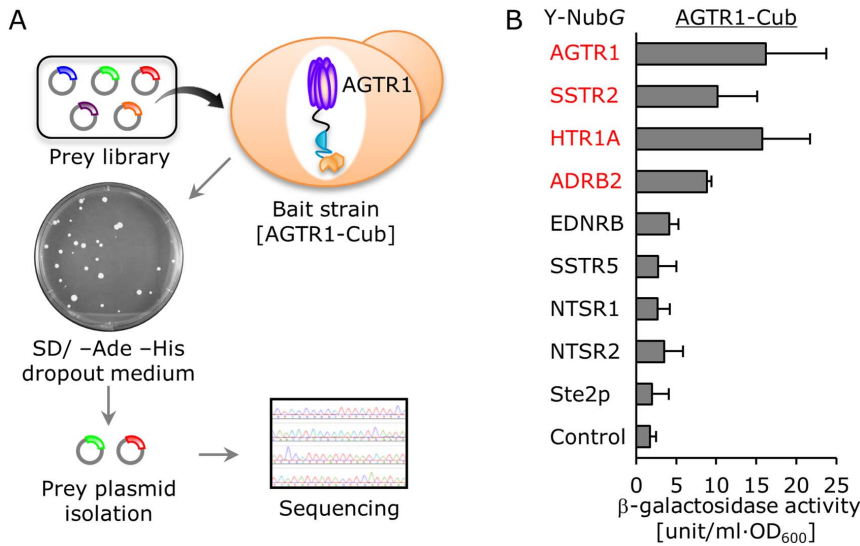 A
AGTR1
Prey library
Bait strain
[AGTR1-Cub]
SD/ –Ade –His
dropout medium
Prey plasmid
isolation
Sequencing
B
Y-NubG
AGTR1-Cub
AGTR1
SSTR2
HTR1A
ADRB2
EDNRB
SSTR5
NTSR1
NTSR2
Ste2p
Control
0 5 10 15 20 25
β-galactosidase activity
[unit/ml·OD₆₀₀]